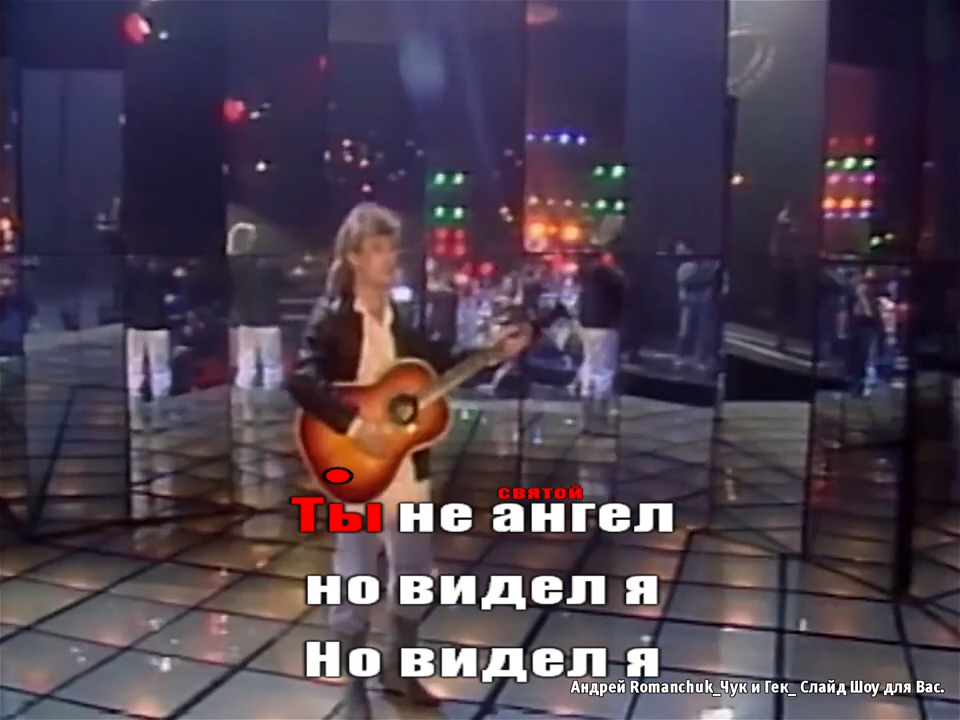 святой
Ты не ангел
но видел я
Но видел я
Андрей Romanchuk_Чук и Гек_ Слайд Шоу для Вас.